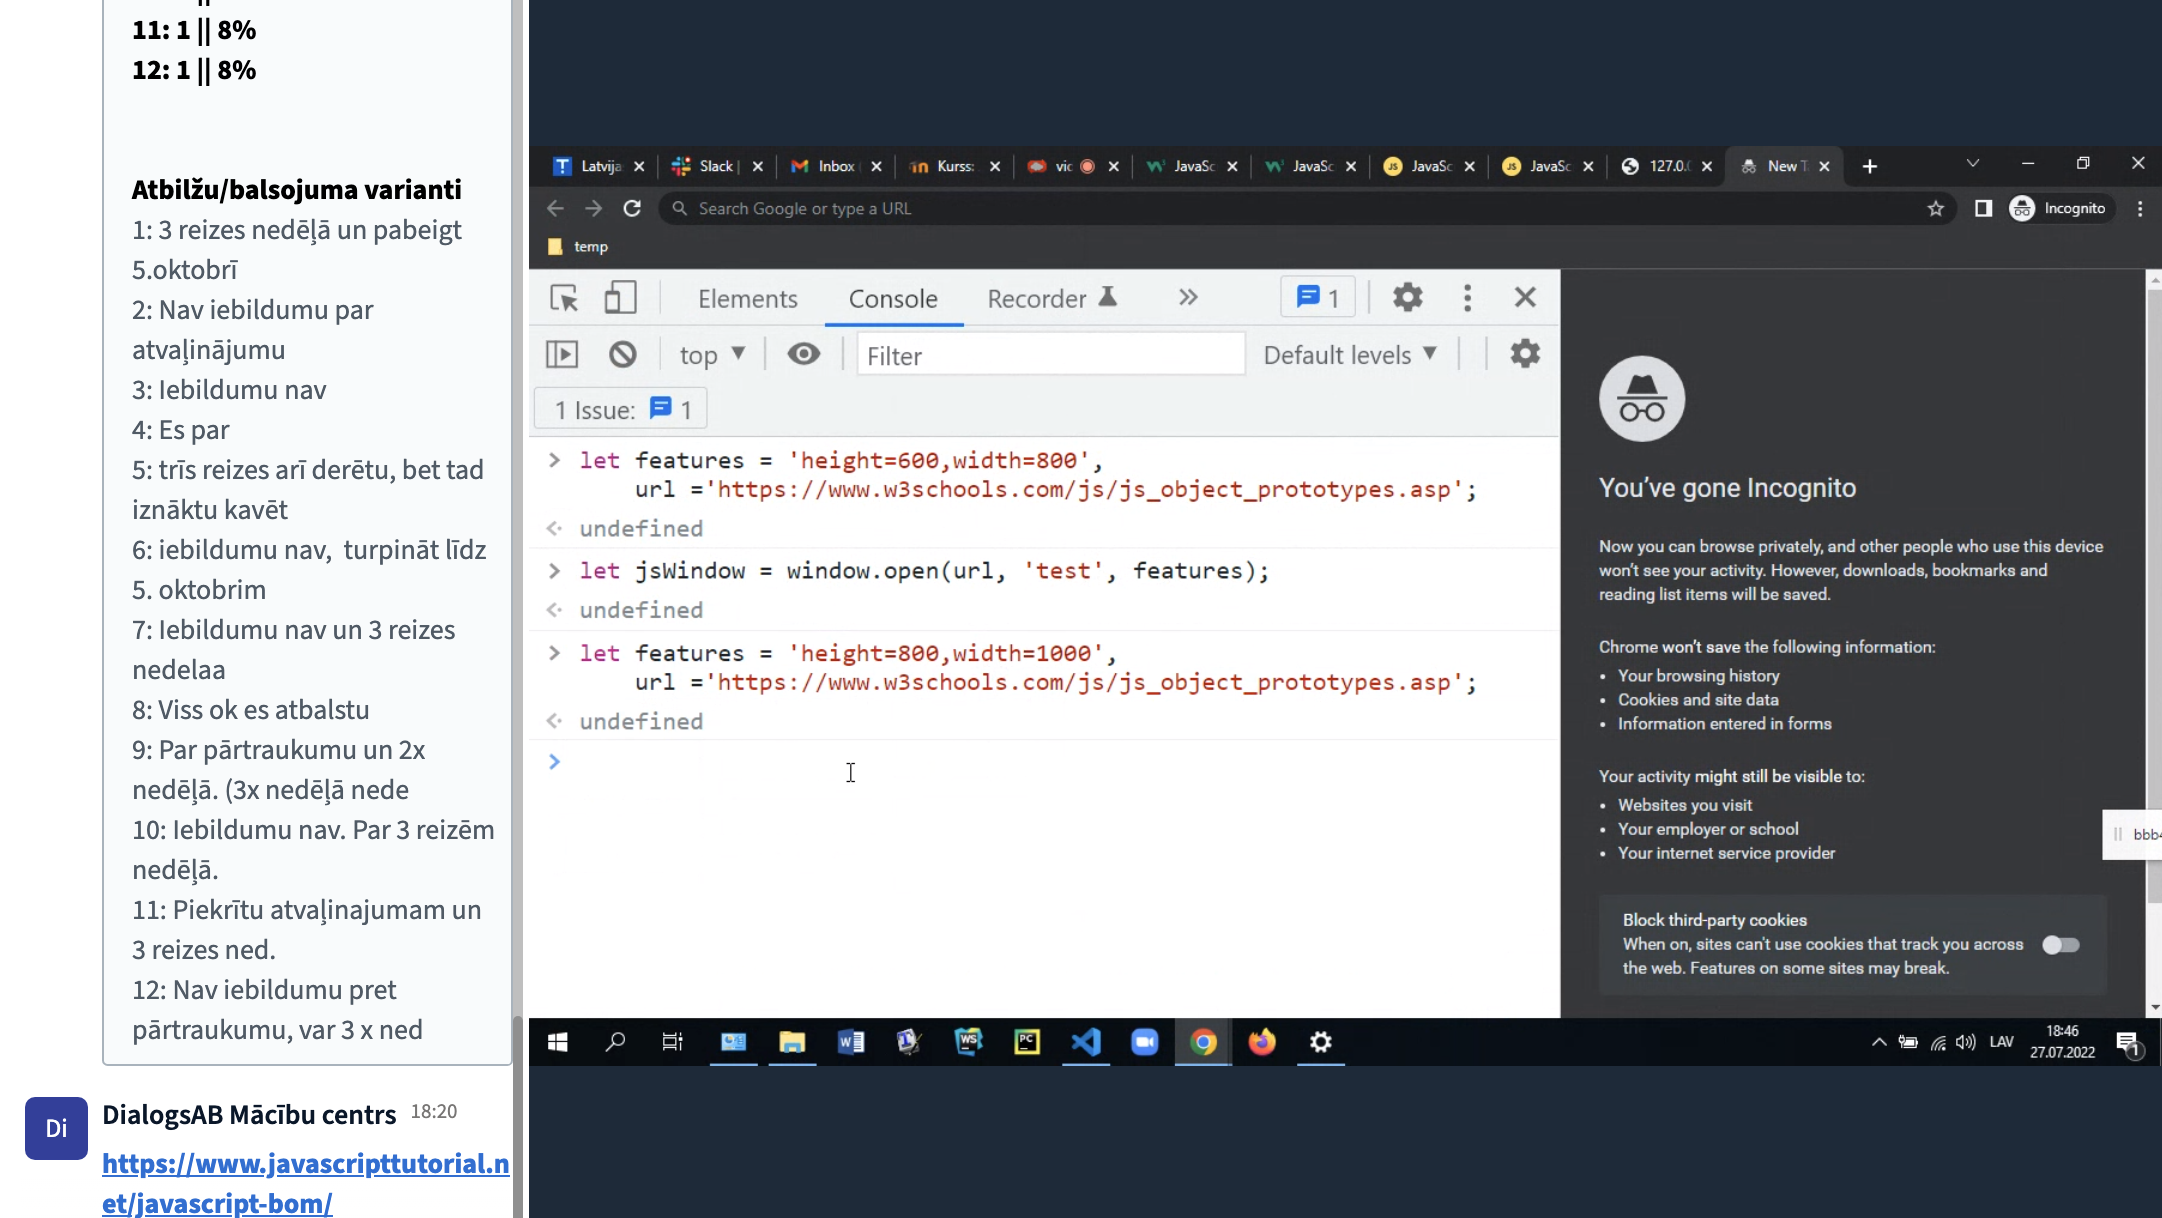 11: 1 || 8%
12: 1 || 8%
Atbilžu/balsojuma varianti
1: 3 reizes nedēļā un pabeigt
5.oktobrī
2: Nav iebildumu par
atvaļinājumu
3: Iebildumu nav
4: Es par
5: trīs reizes arī derētu, bet tad
iznāktu kavēt
6: iebildumu nav,  turpināt līdz
5. oktobrim
7: Iebildumu nav un 3 reizes
nedelaa
8: Viss ok es atbalstu
9: Par pārtraukumu un 2x
nedēļā. (3x nedēļā nede
10: Iebildumu nav. Par 3 reizēm
nedēļā.
11: Piekrītu atvaļinajumam un
3 reizes ned.
12: Nav iebildumu pret
pārtraukumu, var 3 x ned
Di DialogsAB Mācību centrs 18:20
https://www.javascripttutorial.n
et/javascript-bom/
Latvija Slack | Inbox Kurss: vic JavaSc JavaSc JavaSc JavaSc 127.0.0 New T
Search Google or type a URL Incognito
temp
Elements Console Recorder 1
top Filter Default levels
1 Issue: 1
let features = 'height=600,width=800',
url ='https://www.w3schools.com/js/js_object_prototypes.asp';
undefined
let jsWindow = window.open(url, 'test', features);
undefined
let features = 'height=800,width=1000',
url ='https://www.w3schools.com/js/js_object_prototypes.asp';
undefined
You've gone Incognito
Now you can browse privately, and other people who use this device
won't see your activity. However, downloads, bookmarks and
reading list items will be saved.
Chrome won't save the following information:
• Your browsing history
• Cookies and site data
• Information entered in forms
Your activity might still be visible to:
• Websites you visit
• Your employer or school
• Your internet service provider
bbb4
Block third-party cookies
When on, sites can't use cookies that track you across
the web. Features on some sites may break.
LAV 18:46
27.07.2022
1